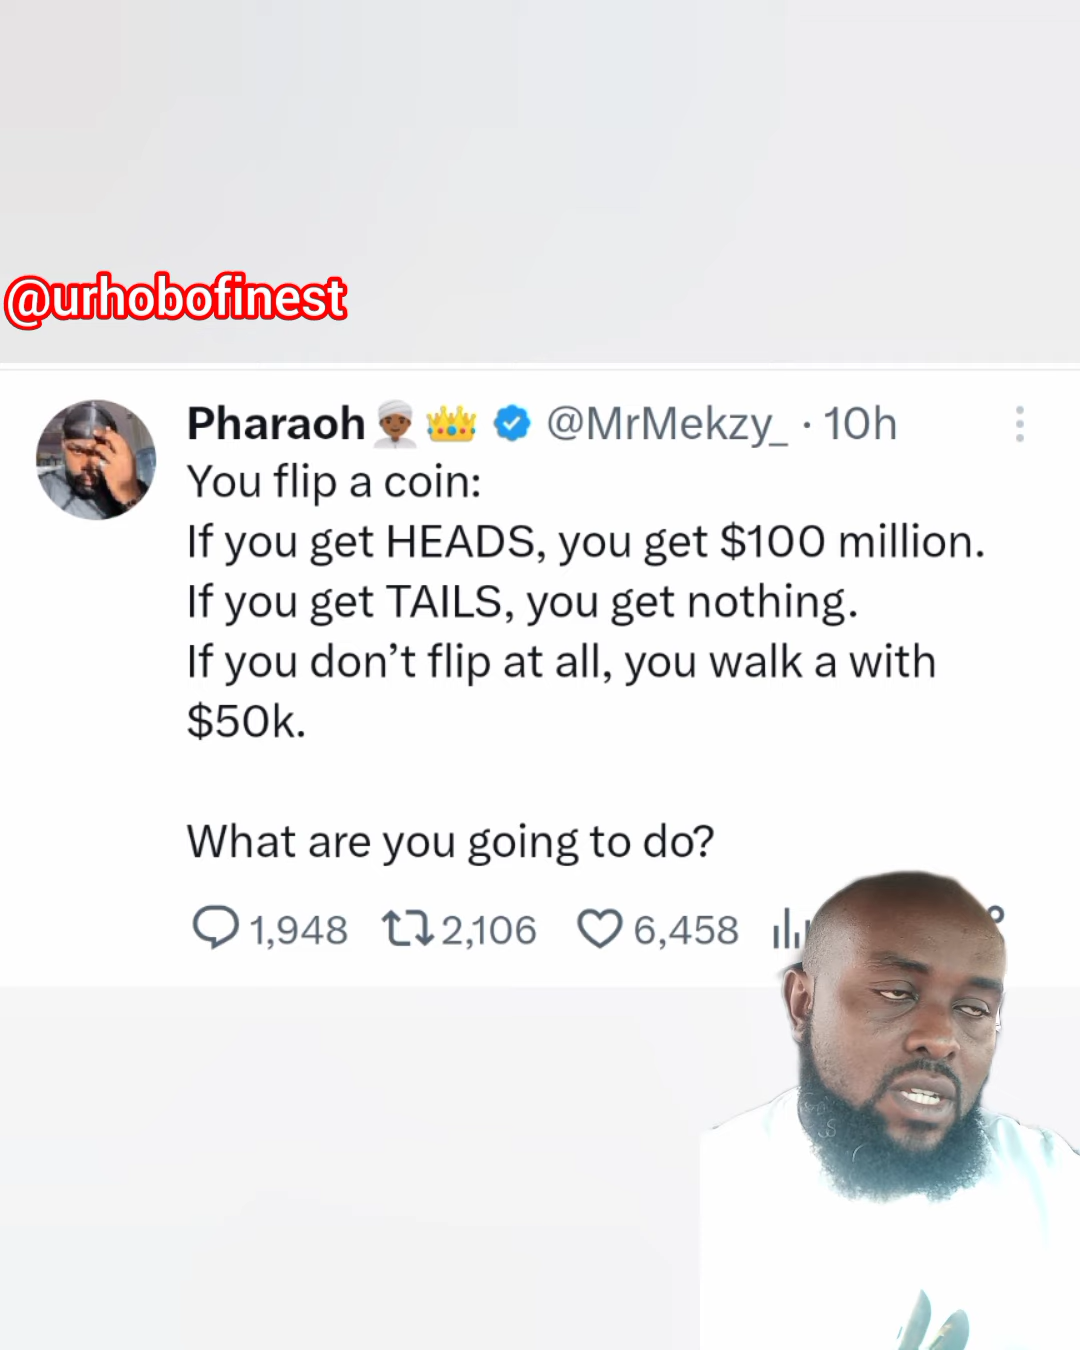 @urhobofinest
Pharaoh👳🏾👑 @MrMekzy_ · 10h
You flip a coin:
If you get HEADS, you get $100 million.
If you get TAILS, you get nothing.
If you don’t flip at all, you walk a with
$50k.
What are you going to do?
1,948 2,106 6,458